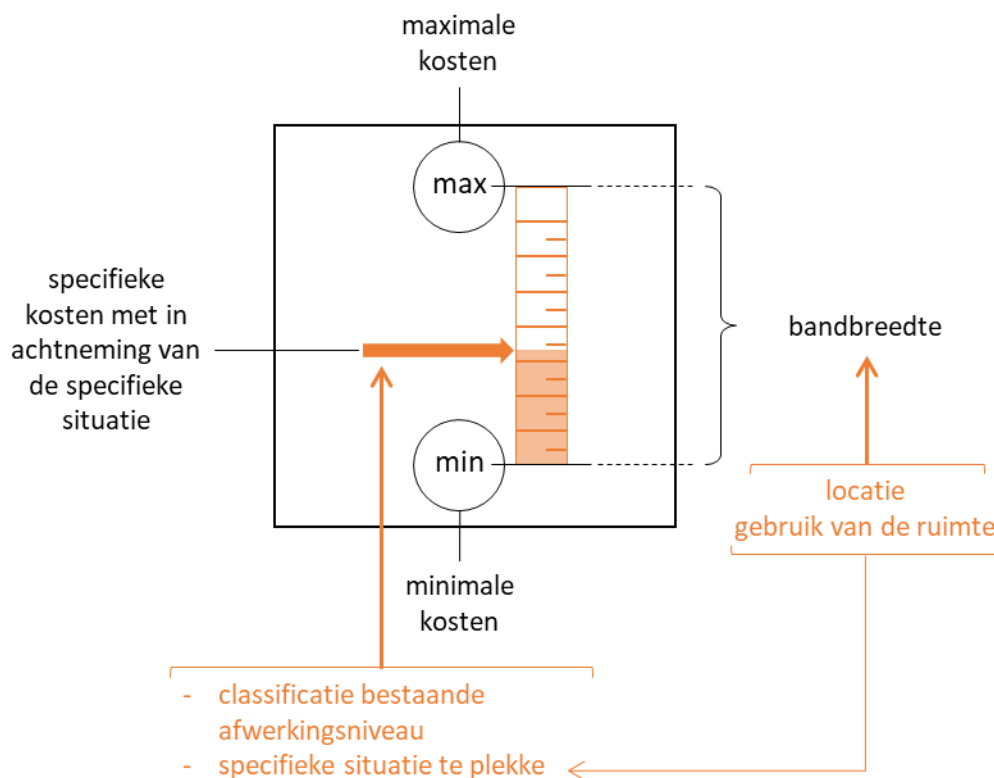 maximale
kosten
max
specifieke
kosten met in
achtneming van
de specifieke
situatie
bandbreedte
min
locatie
gebruik van de ruimte
minimale
kosten
- classificatie bestaande
afwerkingsniveau
- specifieke situatie te plekke